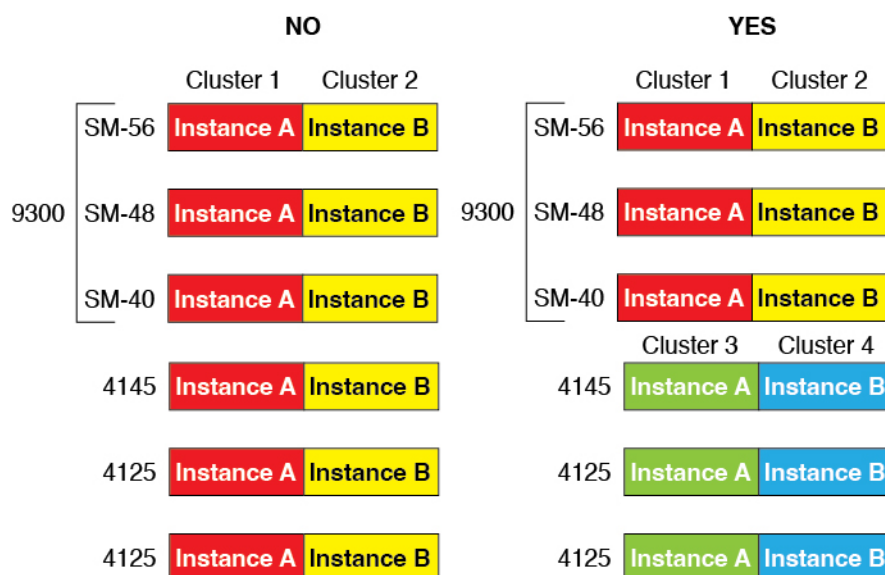 NO YES
Cluster 1 Cluster 2 Cluster 1 Cluster 2
SM-56 Instance A Instance B SM-56 Instance A Instance B
9300 SM-48 Instance A Instance B 9300 SM-48 Instance A Instance B
SM-40 Instance A Instance B SM-40 Instance A Instance B
Cluster 3 Cluster 4
4145 Instance A Instance B 4145 Instance A Instance B
4125 Instance A Instance B 4125 Instance A Instance B
4125 Instance A Instance B 4125 Instance A Instance B